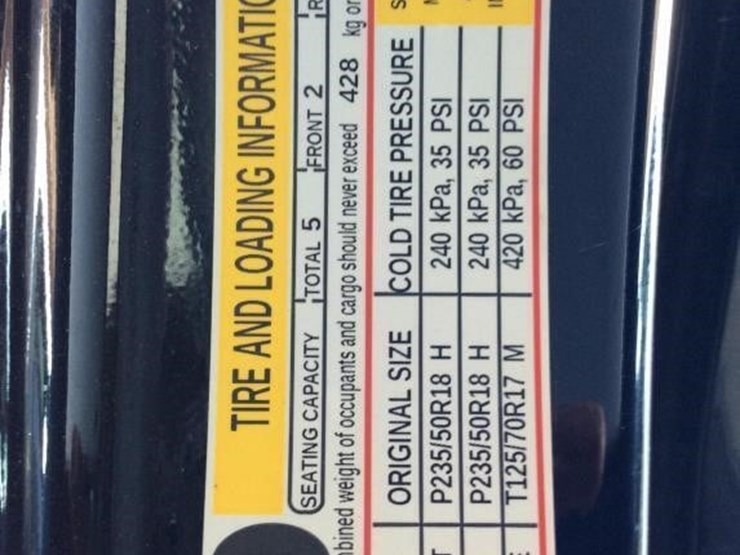 TIRE AND LOADING INFORMATIO
SEATING CAPACITY TOTAL 5 FRONT 2 R
bined weight of occupants and cargo should never exceed 428 kg or
ORIGINAL SIZE COLD TIRE PRESSURE S
T P235/50R18 H 240 kPa, 35 PSI
P235/50R18 H 240 kPa, 35 PSI
E T125/70R17 M 420 kPa, 60 PSI